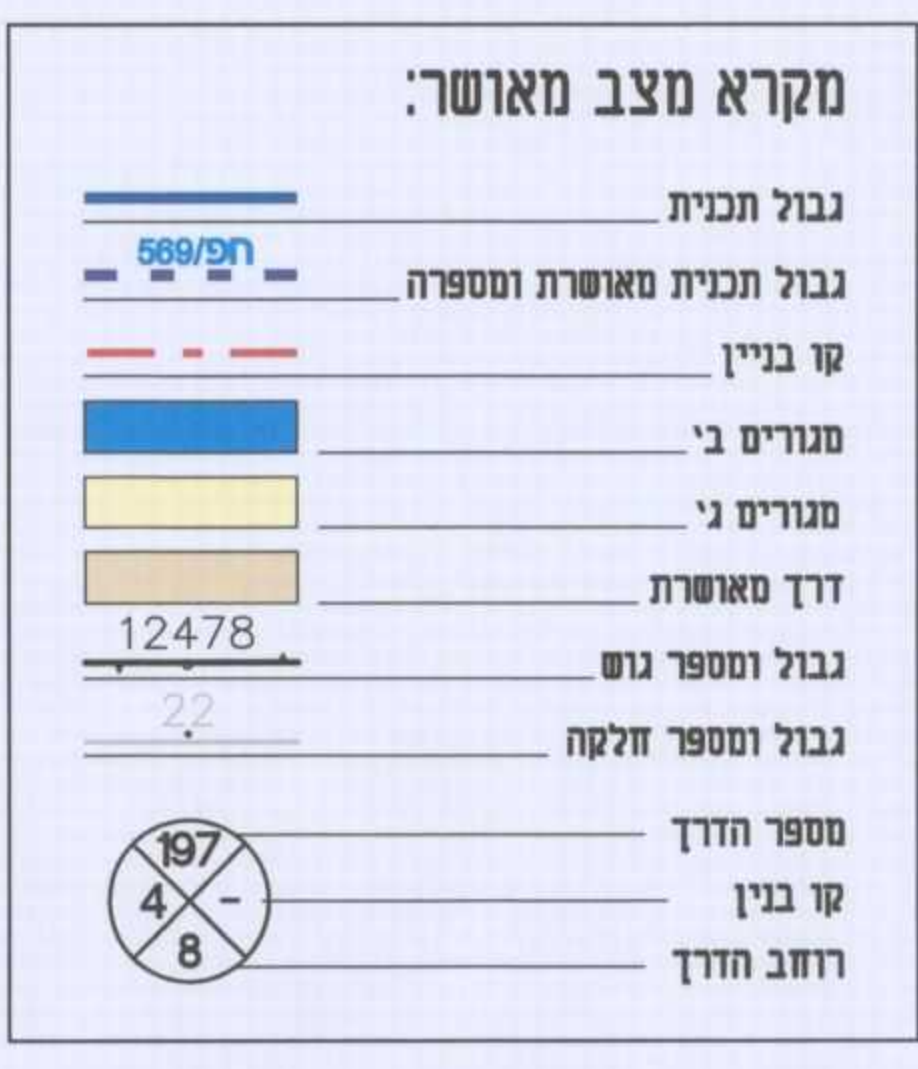 מקרא מצב מאושר:
גבול תכנית
חפ/569
גבול תכנית מאושרת ומספרה
קו בניין
מגורים ב'
מגורים ג'
דרך מאושרת
12478
גבול ומספר גוש
22
גבול ומספר חלקה
מספר הדרך 197
קו בנין - 4
רוחב הדרך 8